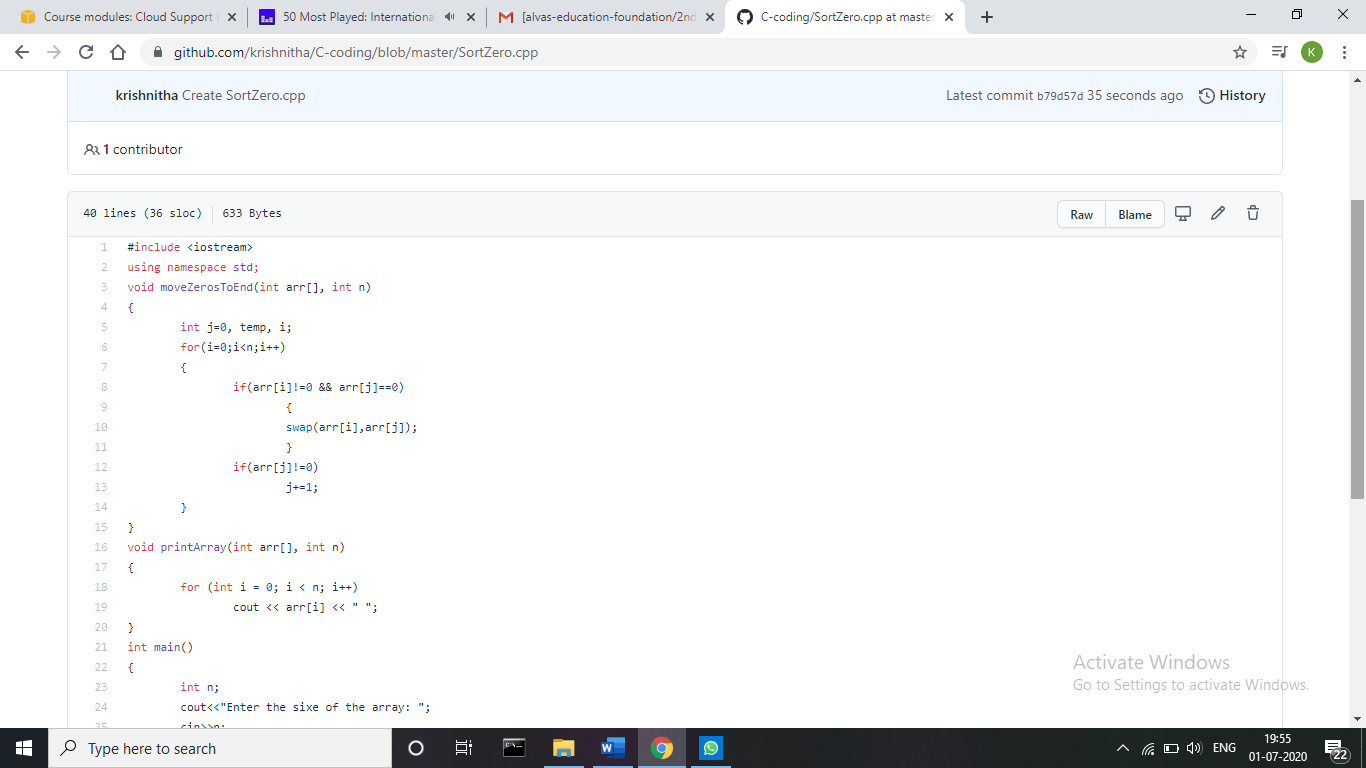 Course modules: Cloud Support
50 Most Played: Internationa
[alvas-education-foundation/2nd
C-coding/SortZero.cpp at master
github.com/krishnitha/C-coding/blob/master/SortZero.cpp
K
krishnitha Create SortZero.cpp
Latest commit b79d57d 35 seconds ago
History
1 contributor
40 lines (36 sloc) 633 Bytes
Raw
Blame
1 #include <iostream>
2 using namespace std;
3 void moveZerosToEnd(int arr[], int n)
4 {
5 int j=0, temp, i;
6 for(i=0;i<n;i++)
7 {
8 if(arr[i]!=0 && arr[j]==0)
9 {
10 swap(arr[i],arr[j]);
11 }
12 if(arr[j]!=0)
13 j+=1;
14 }
15 }
16 void printArray(int arr[], int n)
17 {
18 for (int i = 0; i < n; i++)
19 cout << arr[i] << " ";
20 }
21 int main()
22 {
23 int n;
24 cout<<"Enter the sixe of the array: ";
25 cin>>n;
Activate Windows
Go to Settings to activate Windows.
Type here to search
ENG
19:55
01-07-2020
22